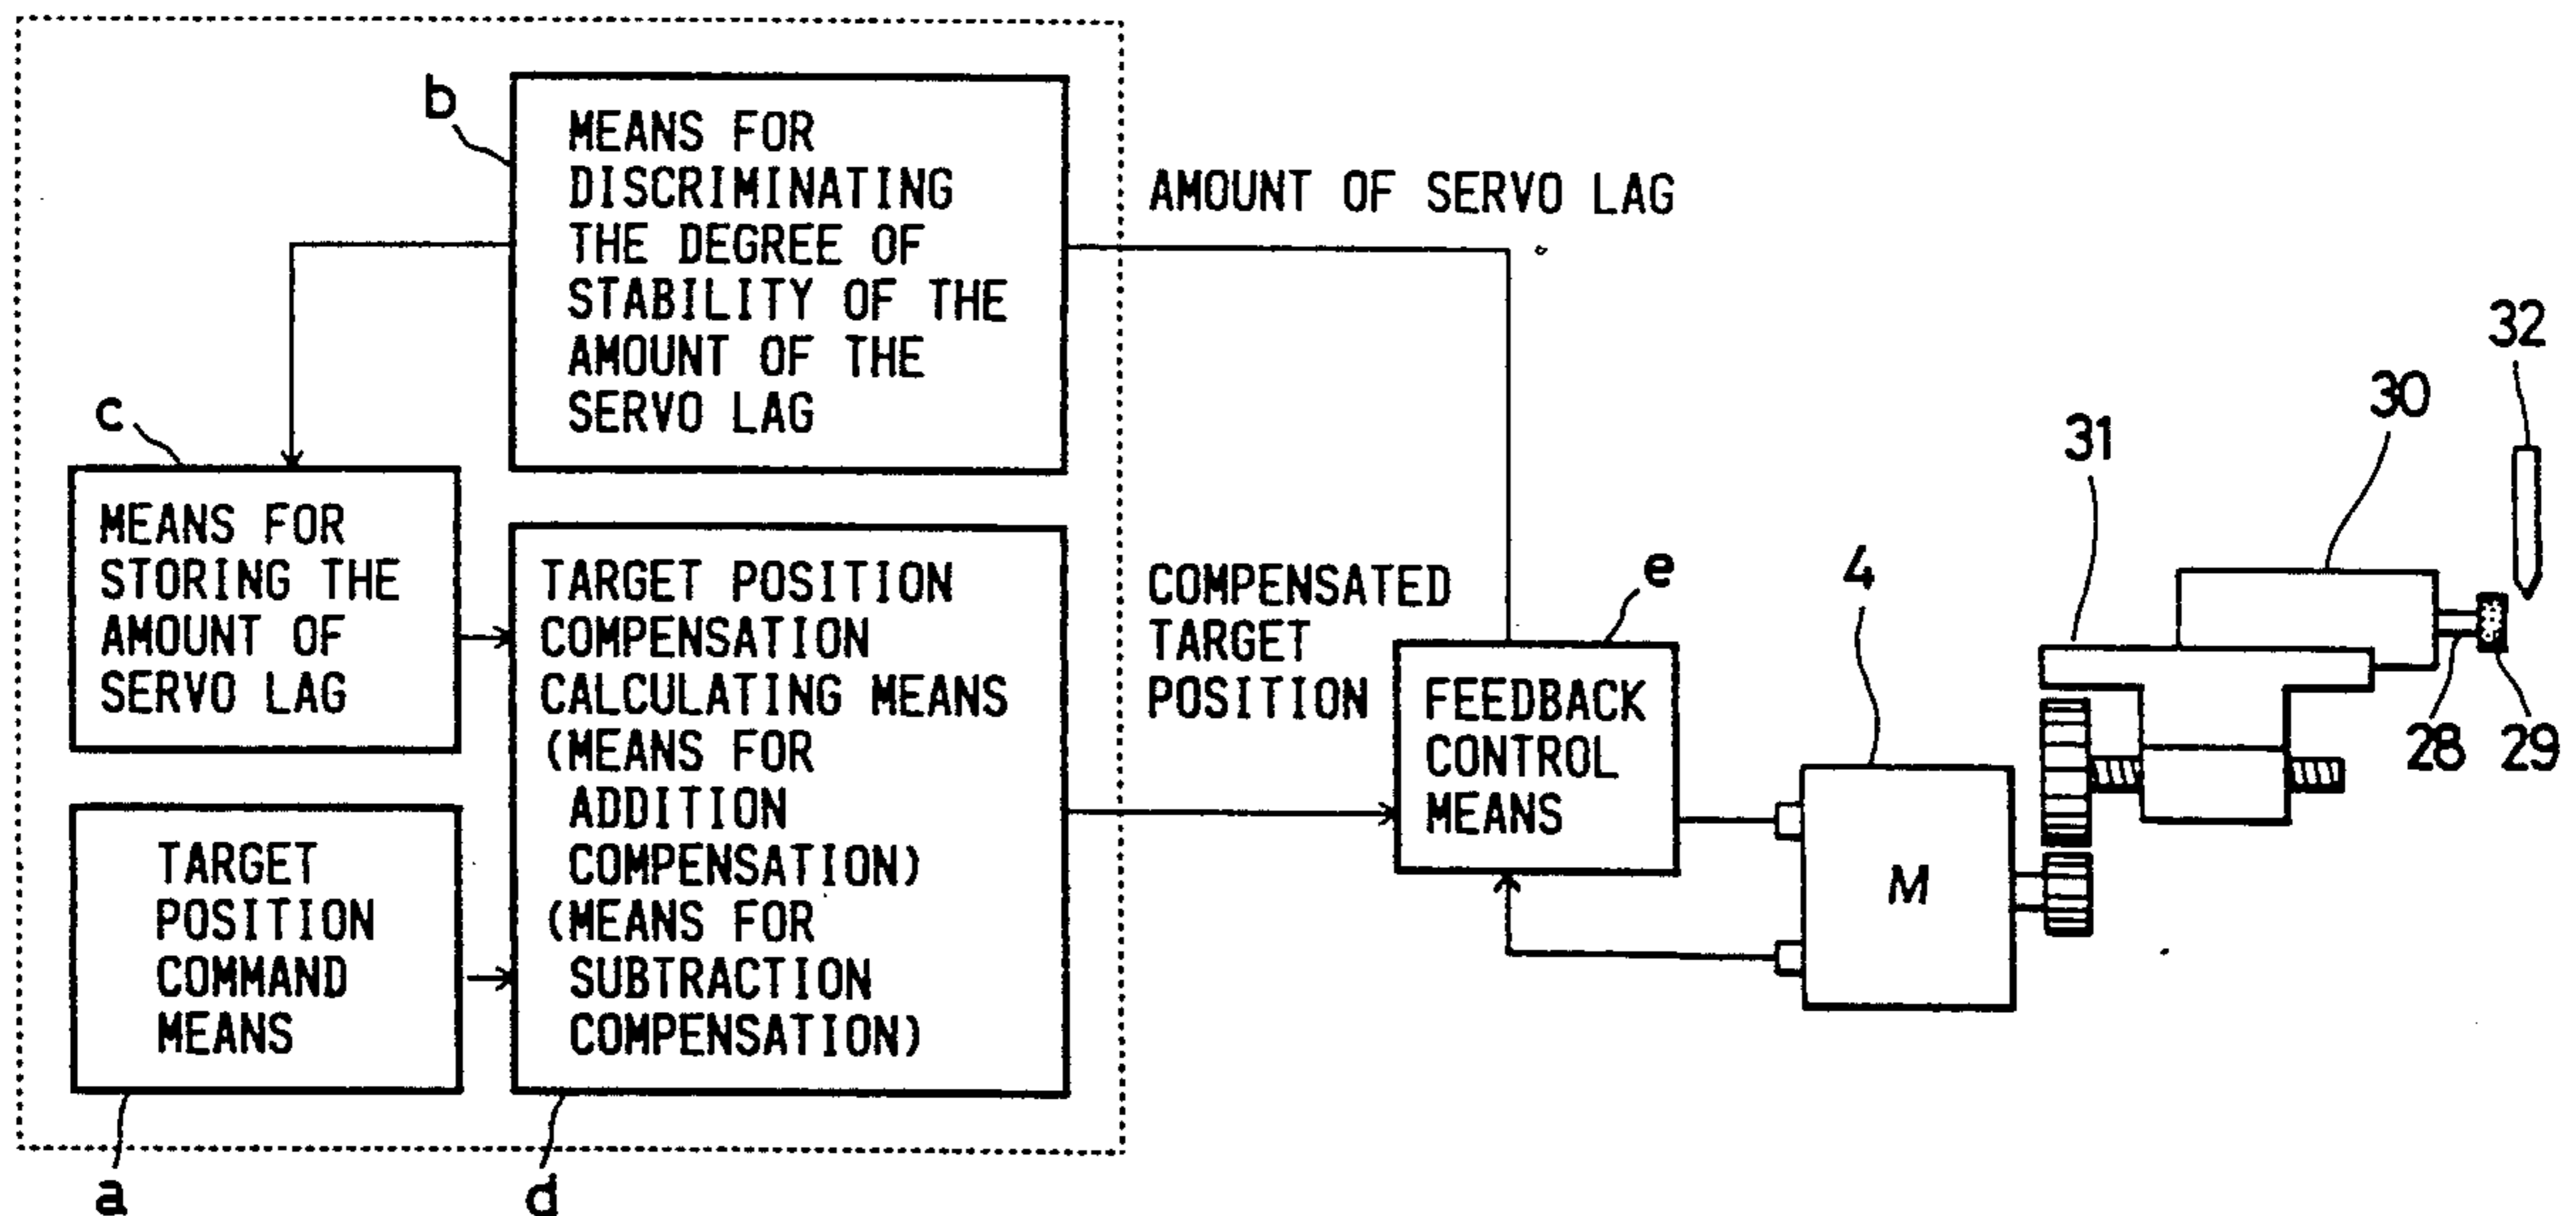 b
MEANS FOR
DISCRIMINATING
THE DEGREE OF
STABILITY OF THE
AMOUNT OF THE
SERVO LAG
AMOUNT OF SERVO LAG
c
MEANS FOR
STORING THE
AMOUNT OF
SERVO LAG
TARGET POSITION
COMPENSATION
CALCULATING MEANS
(MEANS FOR
ADDITION
COMPENSATION)
(MEANS FOR
SUBTRACTION
COMPENSATION)
TARGET
POSITION
COMMAND
MEANS
a
d
COMPENSATED
TARGET
POSITION
e
FEEDBACK
CONTROL
MEANS
4
M
31
30
32
28
29